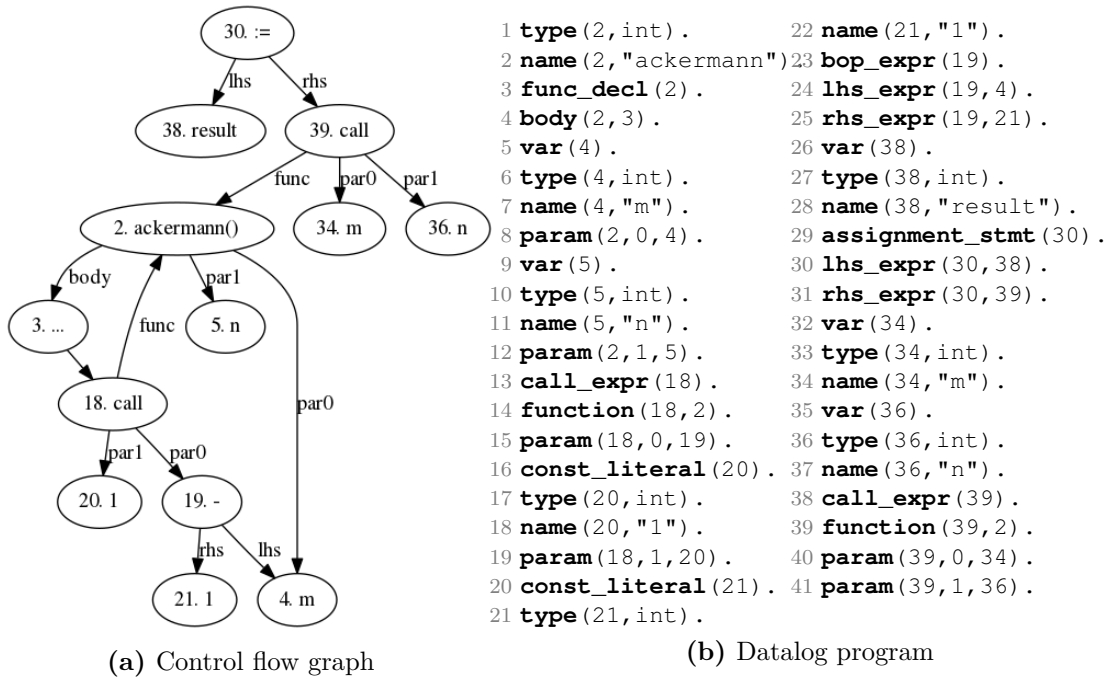 30. :=
lhs
rhs
38. result
39. call
func
par0
par1
2. ackermann()
34. m
36. n
body
par1
3. ...
func
5. n
18. call
par0
par1
par0
20. 1
19. -
rhs
lhs
21. 1
4. m
(a) Control flow graph
1 type(2,int).
2 name(2,"ackermann").
3 func_decl(2).
4 body(2,3).
5 var(4).
6 type(4,int).
7 name(4,"m").
8 param(2,0,4).
9 var(5).
10 type(5,int).
11 name(5,"n").
12 param(2,1,5).
13 call_expr(18).
14 function(18,2).
15 param(18,0,19).
16 const_literal(20).
17 type(20,int).
18 name(20,"1").
19 param(18,1,20).
20 const_literal(21).
21 type(21,int).
22 name(21,"1").
23 bop_expr(19).
24 lhs_expr(19,4).
25 rhs_expr(19,21).
26 var(38).
27 type(38,int).
28 name(38,"result").
29 assignment_stmt(30).
30 lhs_expr(30,38).
31 rhs_expr(30,39).
32 var(34).
33 type(34,int).
34 name(34,"m").
35 var(36).
36 type(36,int).
37 name(36,"n").
38 call_expr(39).
39 function(39,2).
40 param(39,0,34).
41 param(39,1,36).
(b) Datalog program